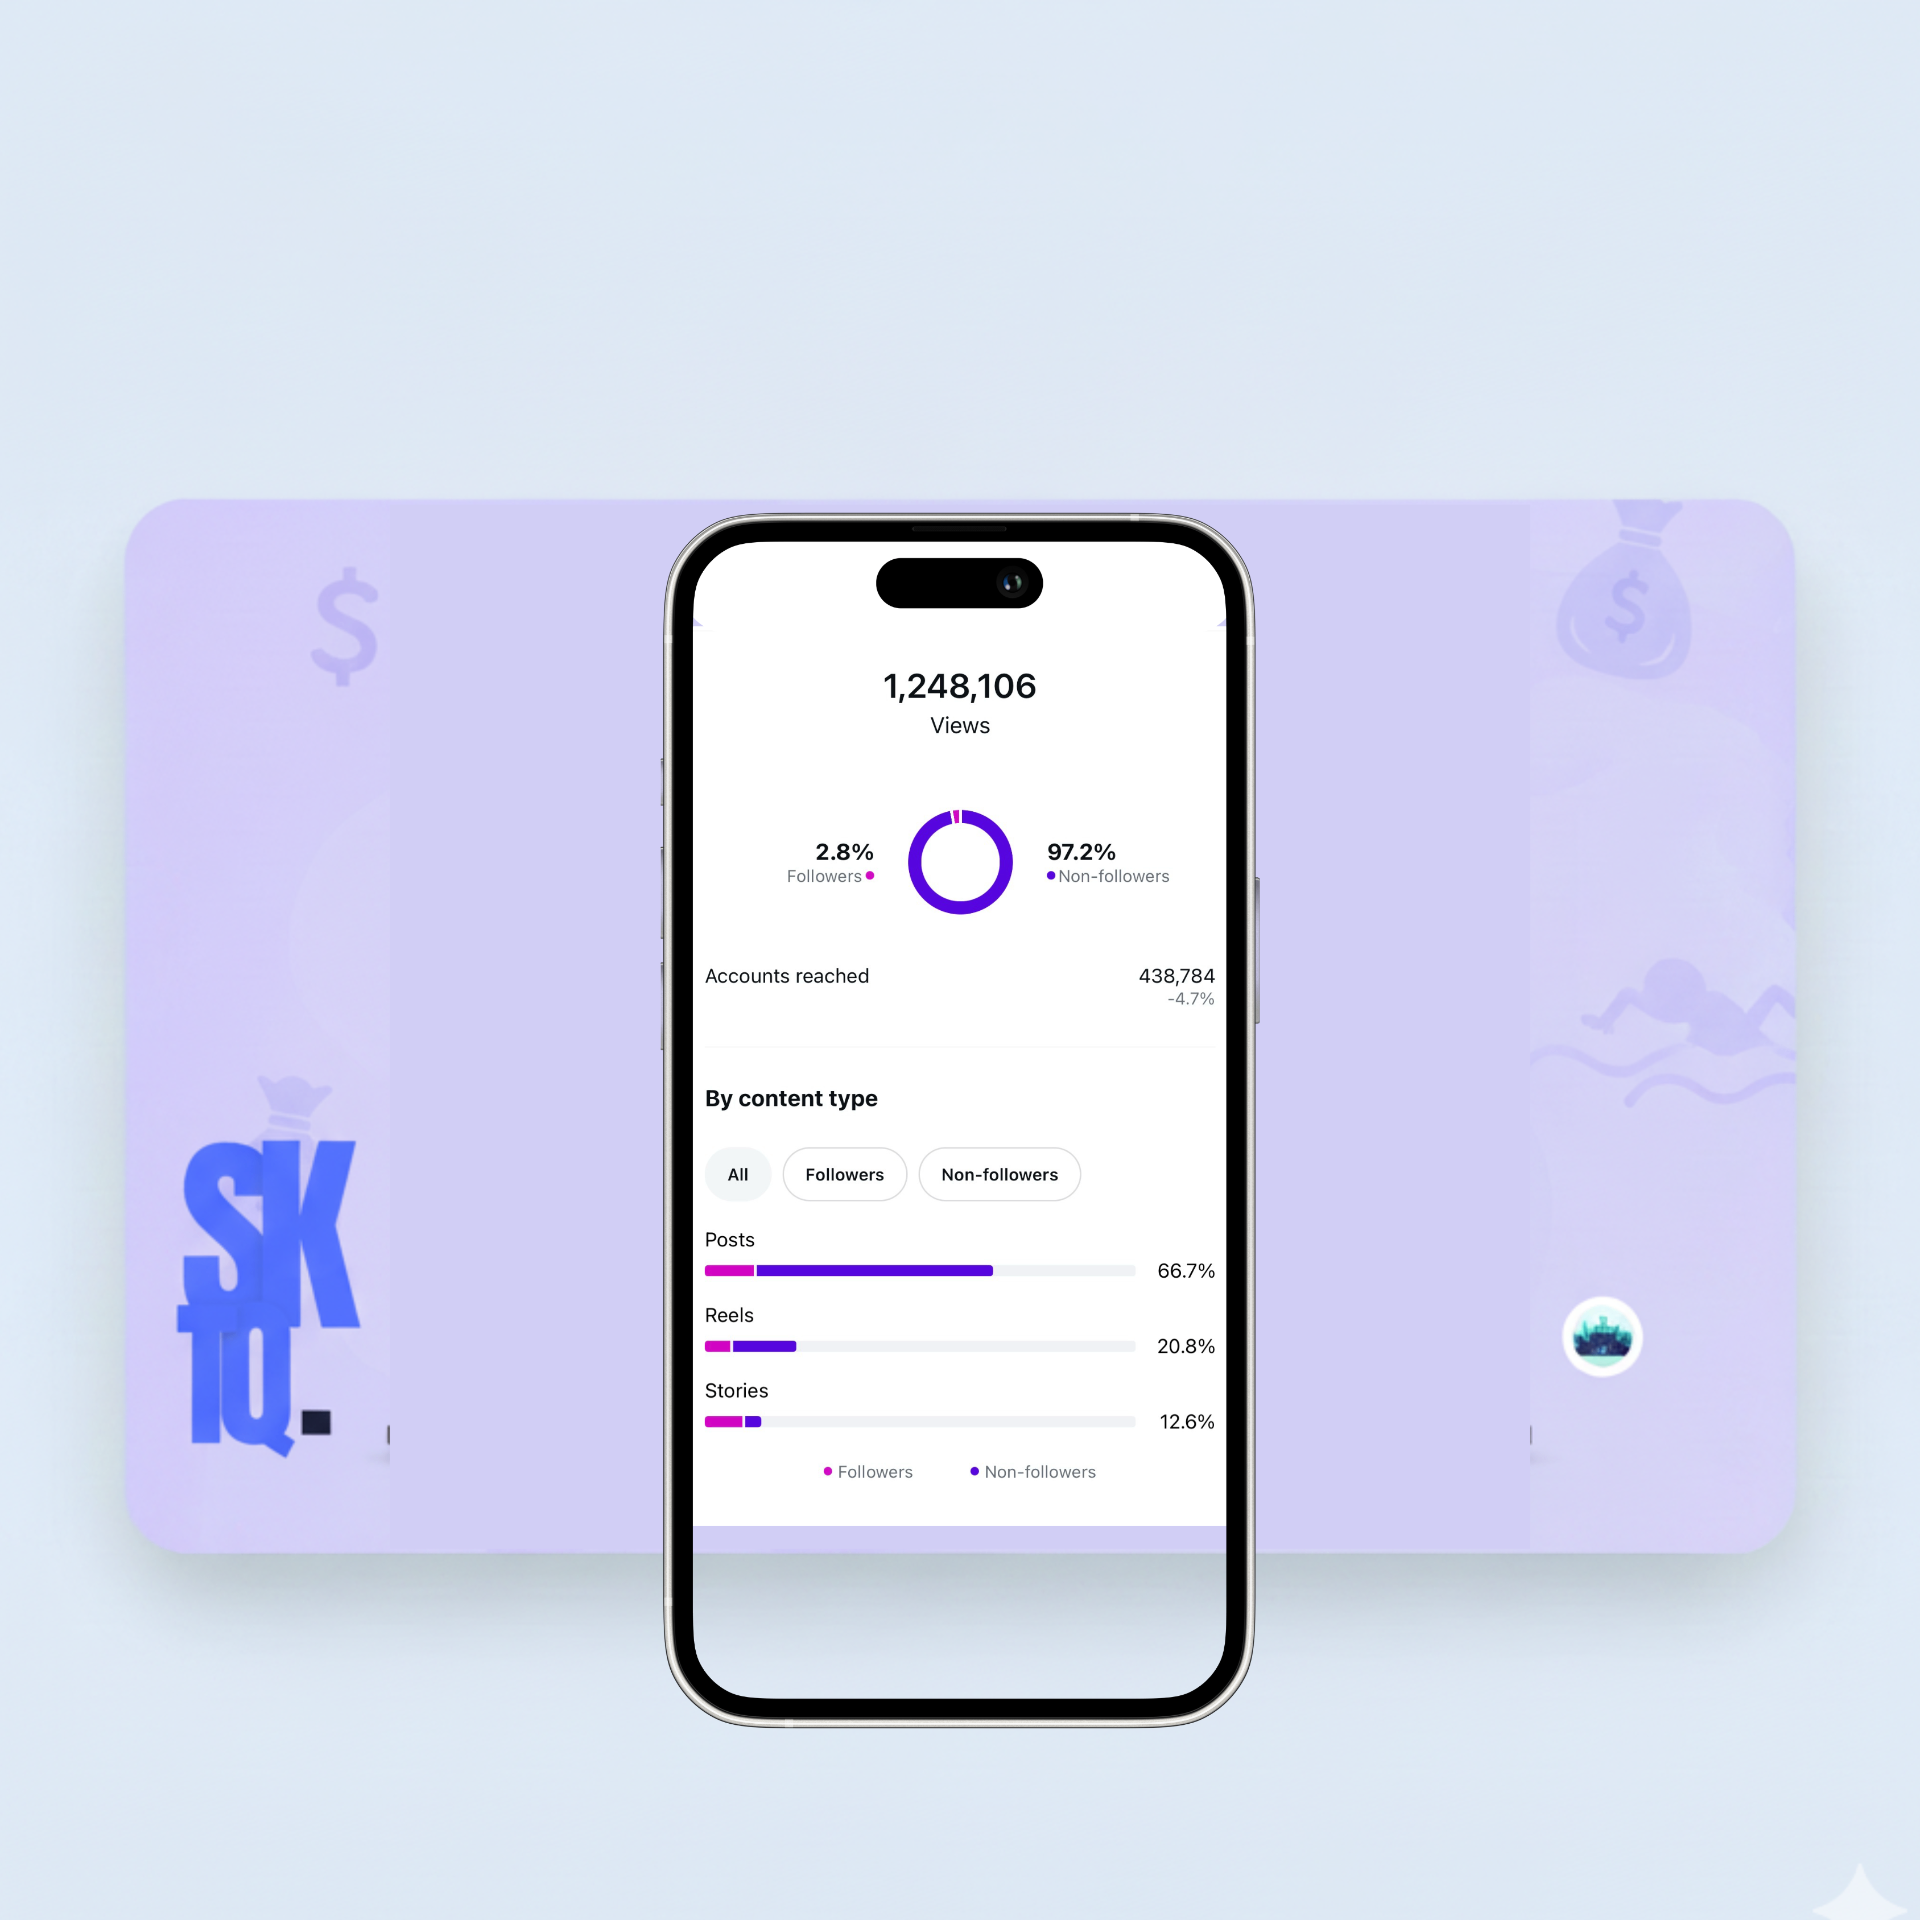 $
$
1,248,106
Views
2.8%
Followers
97.2%
Non-followers
Accounts reached
438,784
-4.7%
By content type
All
Followers
Non-followers
Posts
66.7%
Reels
20.8%
Stories
12.6%
Followers
Non-followers
SK
TQ.